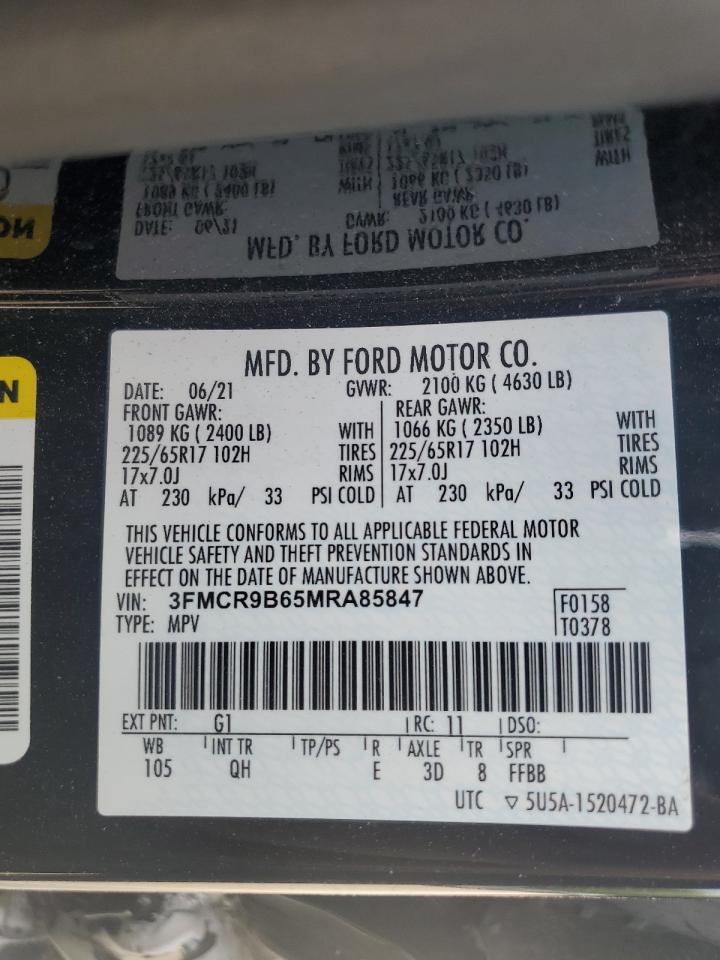 MFD. BY FORD MOTOR CO.
DATE: 06/21 GVWR: 2100 KG ( 4630 LB)
FRONT GAWR: REAR GAWR:
1089 KG ( 2400 LB) WITH 1066 KG ( 2350 LB) WITH
225/65R17 102H TIRES 225/65R17 102H TIRES
17x7.0J RIMS 17x7.0J RIMS
AT 230 kPa/ 33 PSI COLD AT 230 kPa/ 33 PSI COLD
THIS VEHICLE CONFORMS TO ALL APPLICABLE FEDERAL MOTOR
VEHICLE SAFETY AND THEFT PREVENTION STANDARDS IN
EFFECT ON THE DATE OF MANUFACTURE SHOWN ABOVE.
VIN: 3FMCR9B65MRA85847 F0158
TYPE: MPV T0378
EXT PNT: G1 RC: 11 DSO:
WB INT TR TP/PS R AXLE TR SPR
105 QH E 3D 8 FFBB
UTC ▽ 5U5A-1520472-BA